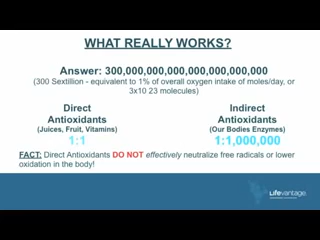 WHAT REALLY WORKS?
Answer: 300,000,000,000,000,000,000,000
(300 Sextillion - equivalent to 1% of overall oxygen intake of moles/day, or
3x10 23 molecules)
Direct
Antioxidants
(Juices, Fruit, Vitamins)
1:1
Indirect
Antioxidants
(Our Bodies Enzymes)
1:1,000,000
FACT: Direct Antioxidants DO NOT effectively neutralize free radicals or lower
oxidation in the body!
Lifevantage